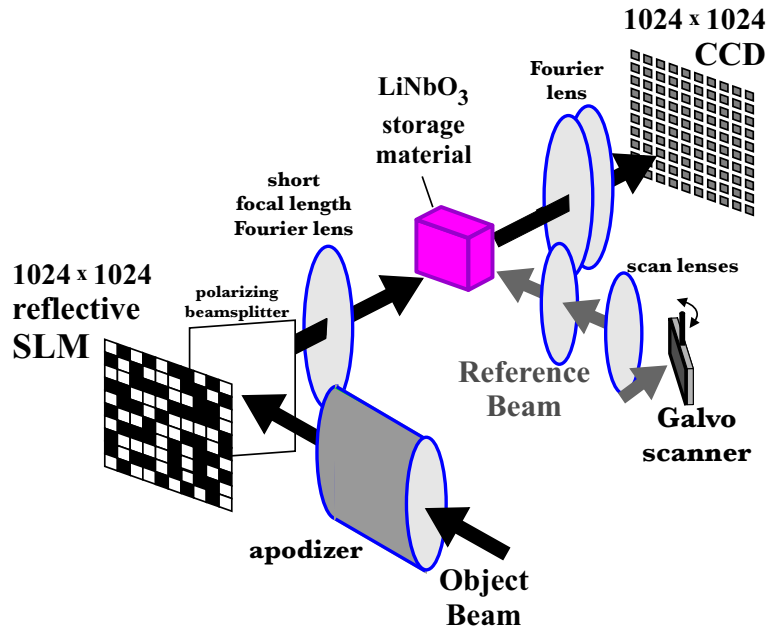 1024 x 1024
CCD
Fourier
lens
LiNbO3
storage
material
short
focal length
Fourier lens
1024 x 1024
reflective
SLM
polarizing
beamsplitter
scan lenses
Reference
Beam
Galvo
scanner
apodizer
Object
Beam